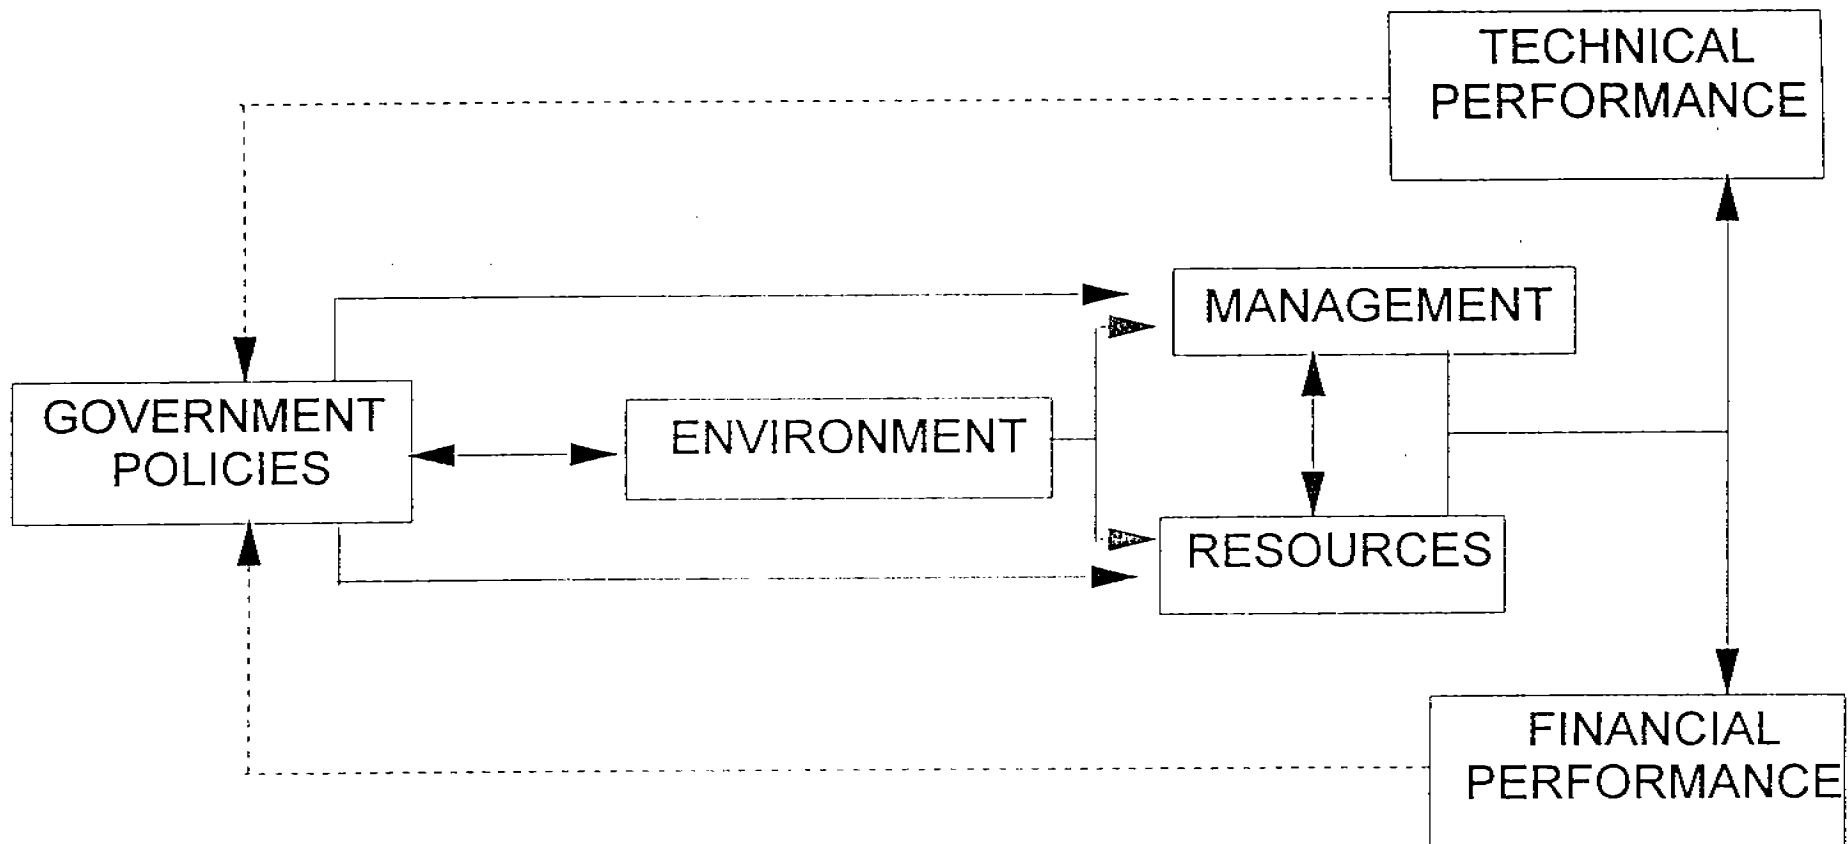 TECHNICAL
PERFORMANCE
MANAGEMENT
GOVERNMENT
POLICIES
ENVIRONMENT
RESOURCES
FINANCIAL
PERFORMANCE